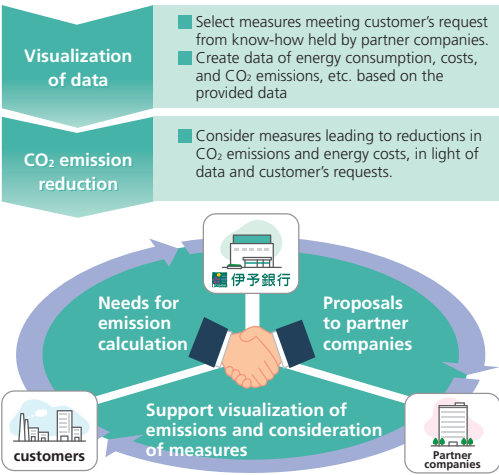 Visualization
of data
Select measures meeting customer's request
from know-how held by partner companies.
Create data of energy consumption, costs,
and CO₂ emissions, etc. based on the
provided data
CO₂ emission
reduction
Consider measures leading to reductions in
CO₂ emissions and energy costs, in light of
data and customer's requests.
伊予銀行
Needs for
emission
calculation
Proposals
to partner
companies
Support visualization of
emissions and consideration
of measures
customers
Partner
companies